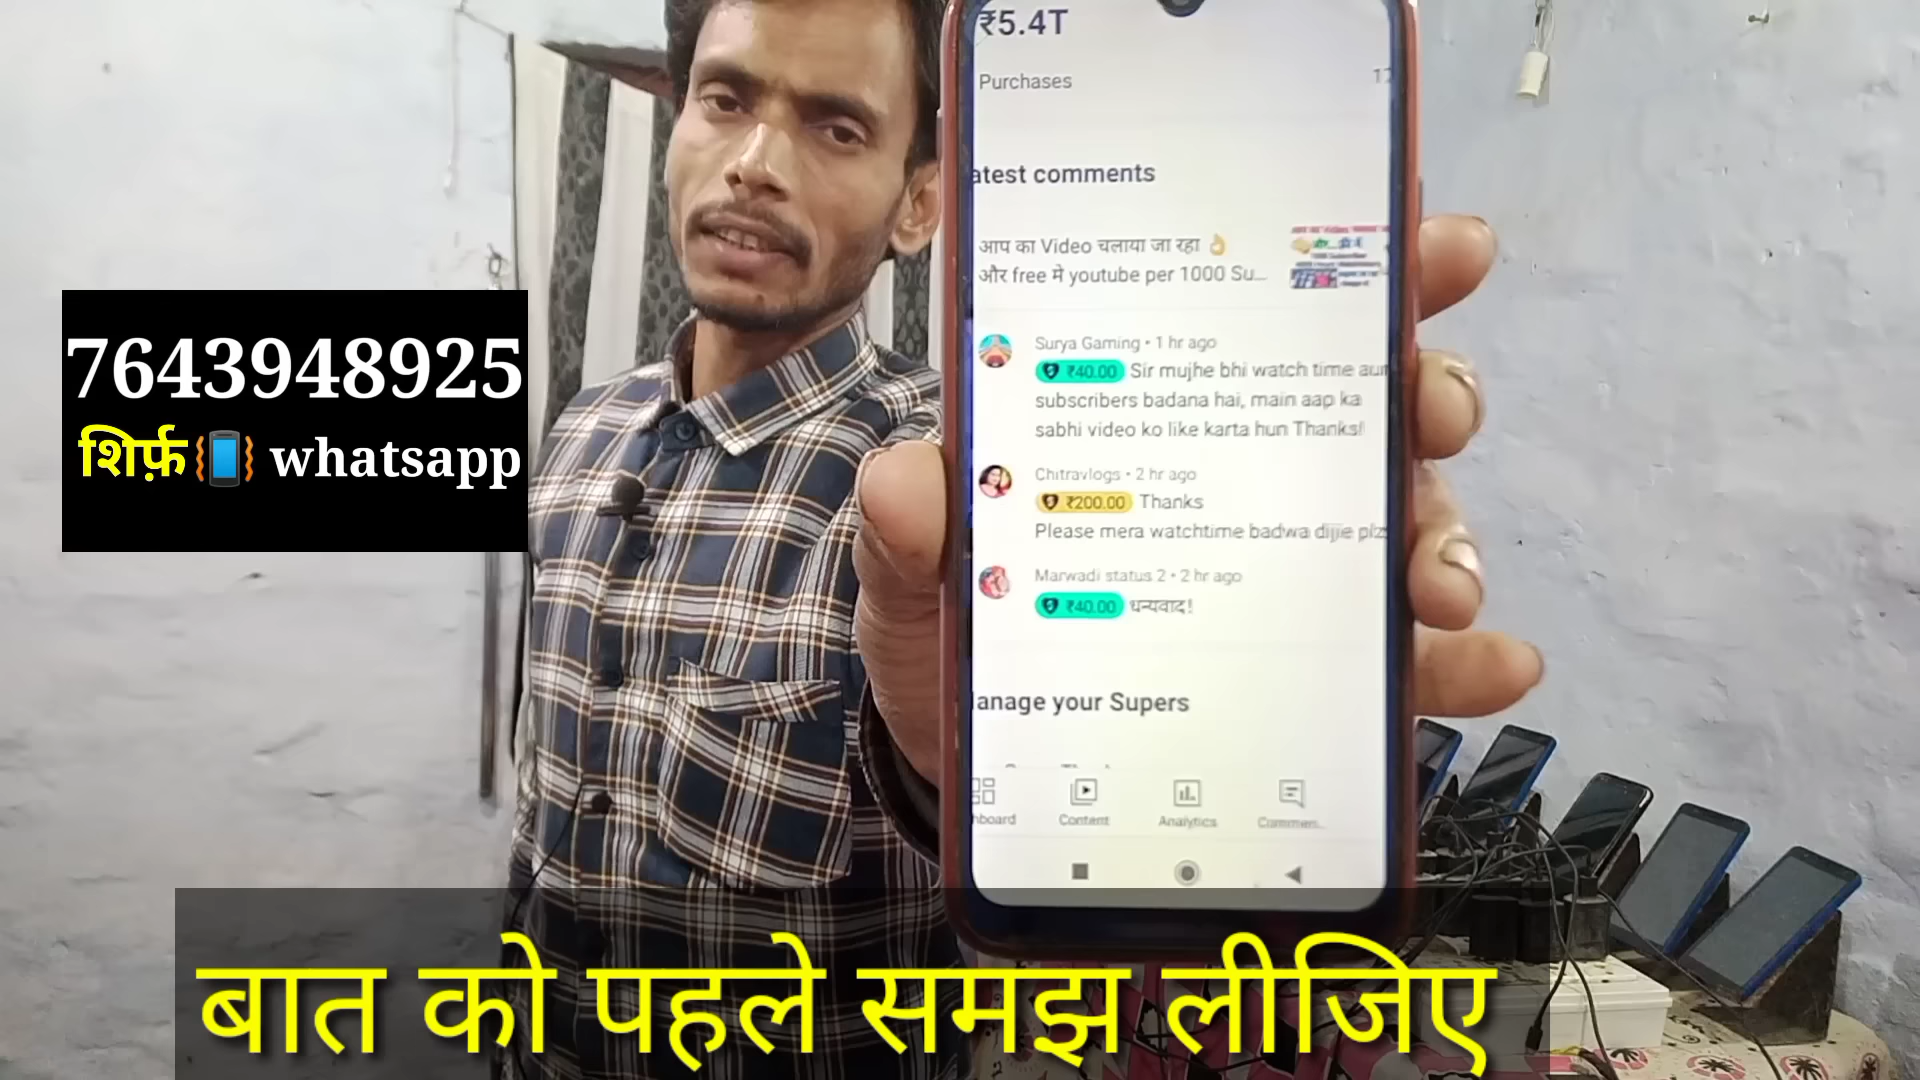 ₹5.4T
Purchases
atest comments
आप का Video चलाया जा रहा 👌
और free मे youtube per 1000 Su...
Surya Gaming • 1 hr ago
₹40.00 Sir mujhe bhi watch time aur
subscribers badana hai, main aap ka
sabhi video ko like karta hun Thanks!
Chitravlogs • 2 hr ago
₹200.00 Thanks
Please mera watchtime badwa dijie plz
Marwadi status 2 • 2 hr ago
₹40.00 धन्यवाद!
anage your Supers
board Content Analytics Commen...
7643948925
शिर्फ़📳 whatsapp
बात को पहले समझ लीजिए